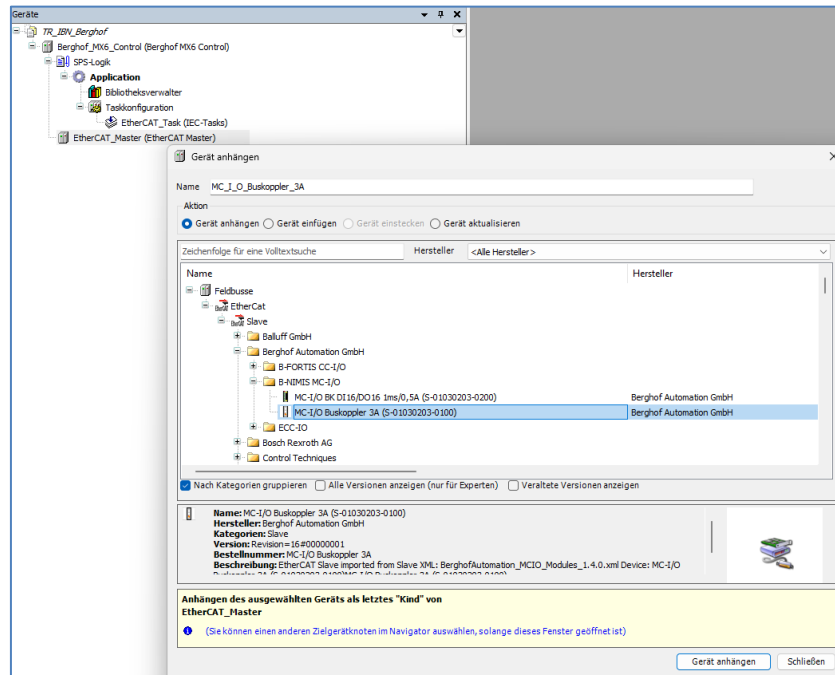 Geräte
TR_IBN_Berghof
Berghof_MX6_Control (Berghof MX6 Control)
SPS-Logik
Application
Bibliotheksverwalter
Taskkonfiguration
EtherCAT_Task (IEC-Tasks)
EtherCAT_Master (EtherCAT Master)
Gerät anhängen
Name MC_I_O_Buskoppler_3A
Aktion
Gerät anhängen Gerät einfügen Gerät einstecken Gerät aktualisieren
Zeichenfolge für eine Volltextsuche Hersteller <Alle Hersteller>
Name Hersteller
Feldbusse
EtherCat
Slave
Balluff GmbH
Berghof Automation GmbH
B-FORTIS CC-I/O
B-NIMIS MC-I/O
MC-I/O BK DI16/DO16 1ms/0,5A (S-01030203-0200) Berghof Automation GmbH
MC-I/O Buskoppler 3A (S-01030203-0100) Berghof Automation GmbH
ECC-IO
Bosch Rexroth AG
Control Techniques
Nach Kategorien gruppieren Alle Versionen anzeigen (nur für Experten) Veraltete Versionen anzeigen
Name: MC-I/O Buskoppler 3A (S-01030203-0100)
Hersteller: Berghof Automation GmbH
Kategorien: Slave
Version: Revision=16#00000001
Bestellnummer: MC-I/O Buskoppler 3A
Beschreibung: EtherCAT Slave imported from Slave XML: BerghofAutomation_MCIO_Modules_1.4.0.xml Device: MC-I/O
Anhängen des ausgewählten Geräts als letztes "Kind" von
EtherCAT_Master
(Sie können einen anderen Zielgerätknoten im Navigator auswählen, solange dieses Fenster geöffnet ist)
Gerät anhängen Schließen